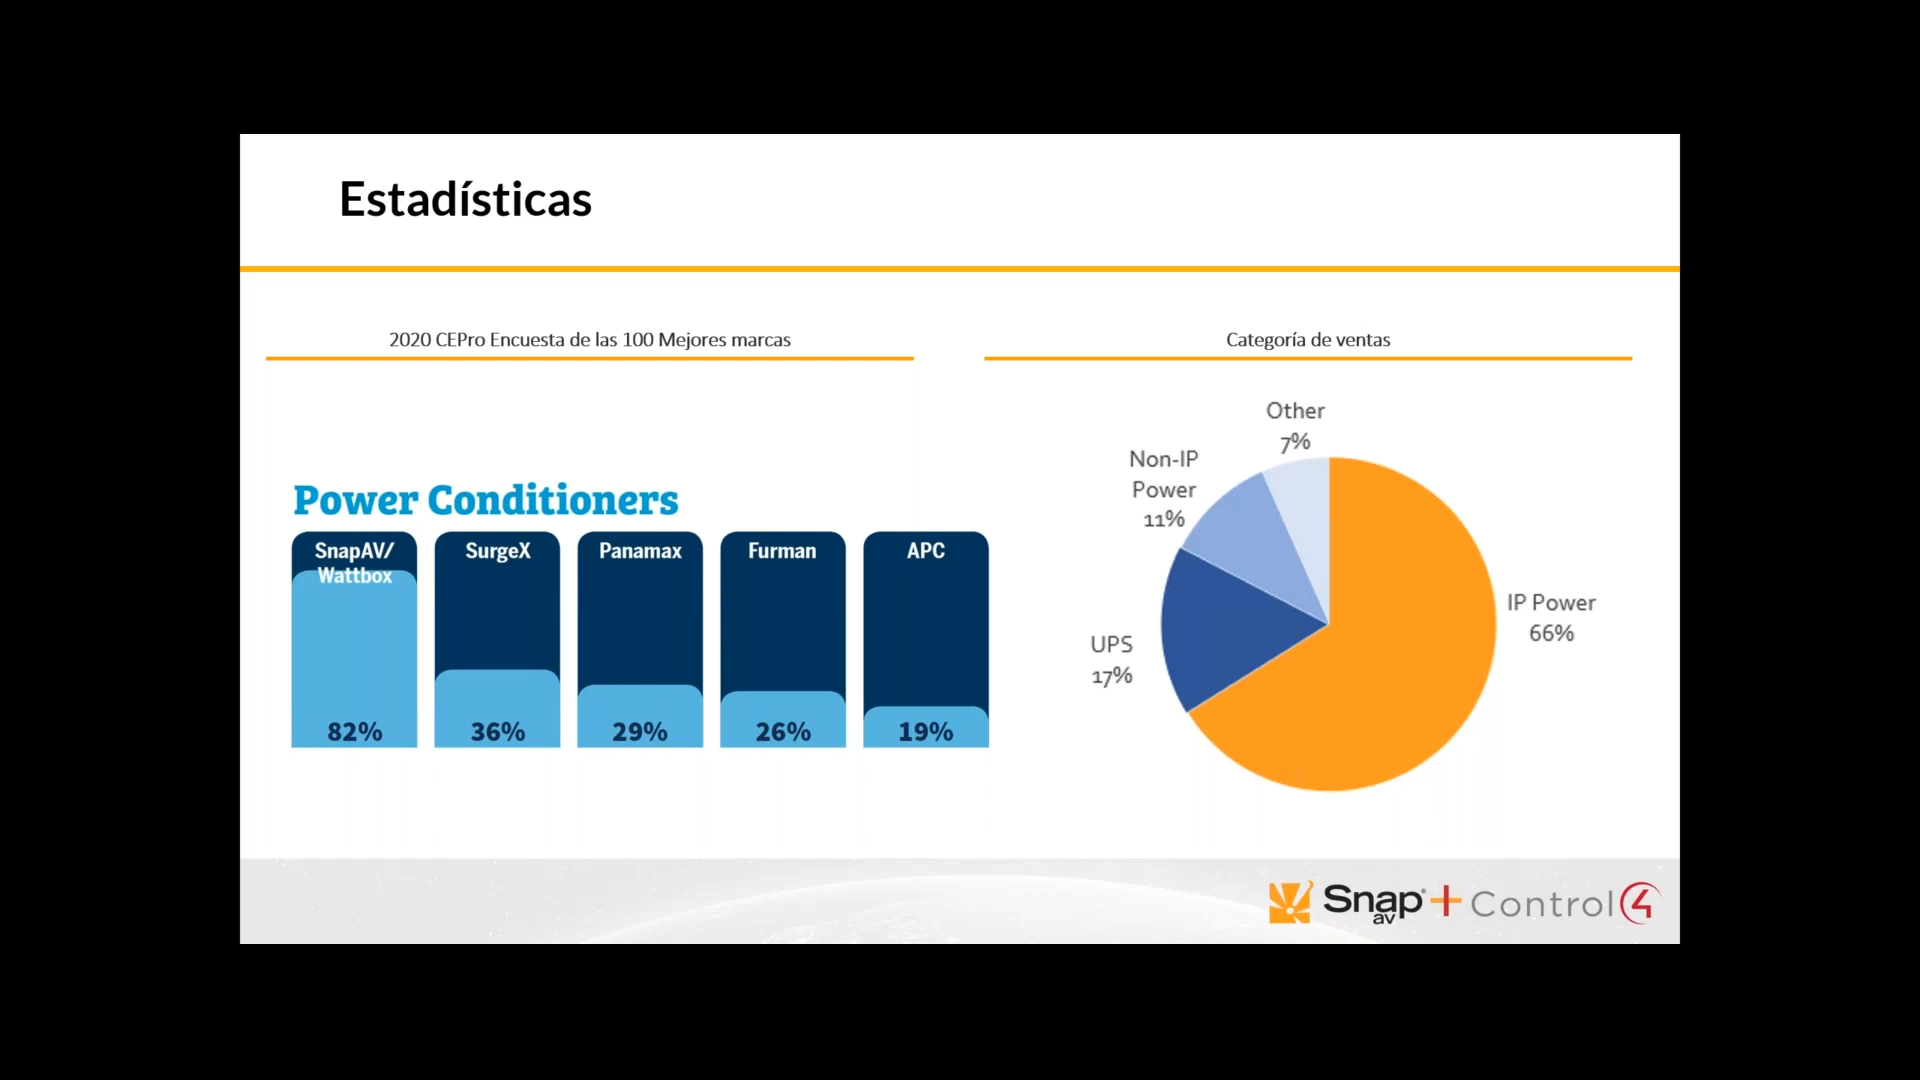 Estadísticas
2020 CEPro Encuesta de las 100 Mejores marcas
Power Conditioners
SnapAV/
Wattbox
82%
SurgeX
36%
Panamax
29%
Furman
26%
APC
19%
Categoría de ventas
Other
7%
Non-IP
Power
11%
UPS
17%
IP Power
66%
Snap
av
+
Control4